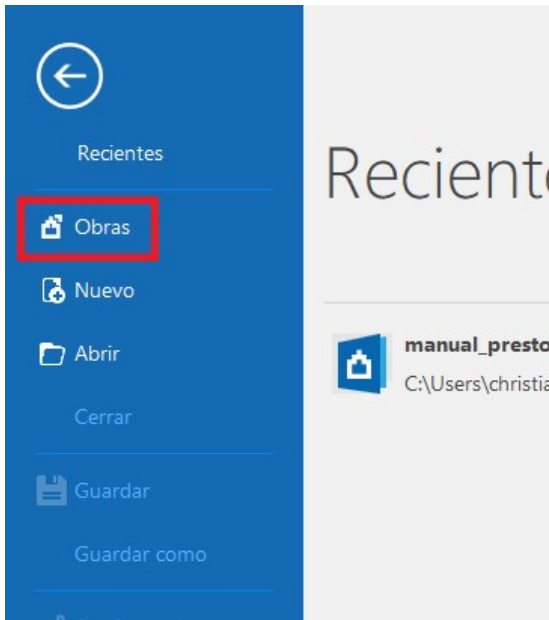 Recientes
Obras
Nuevo
Abrir
Cerrar
Guardar
Guardar como
Reciente
manual_presto
C:\Users\christia